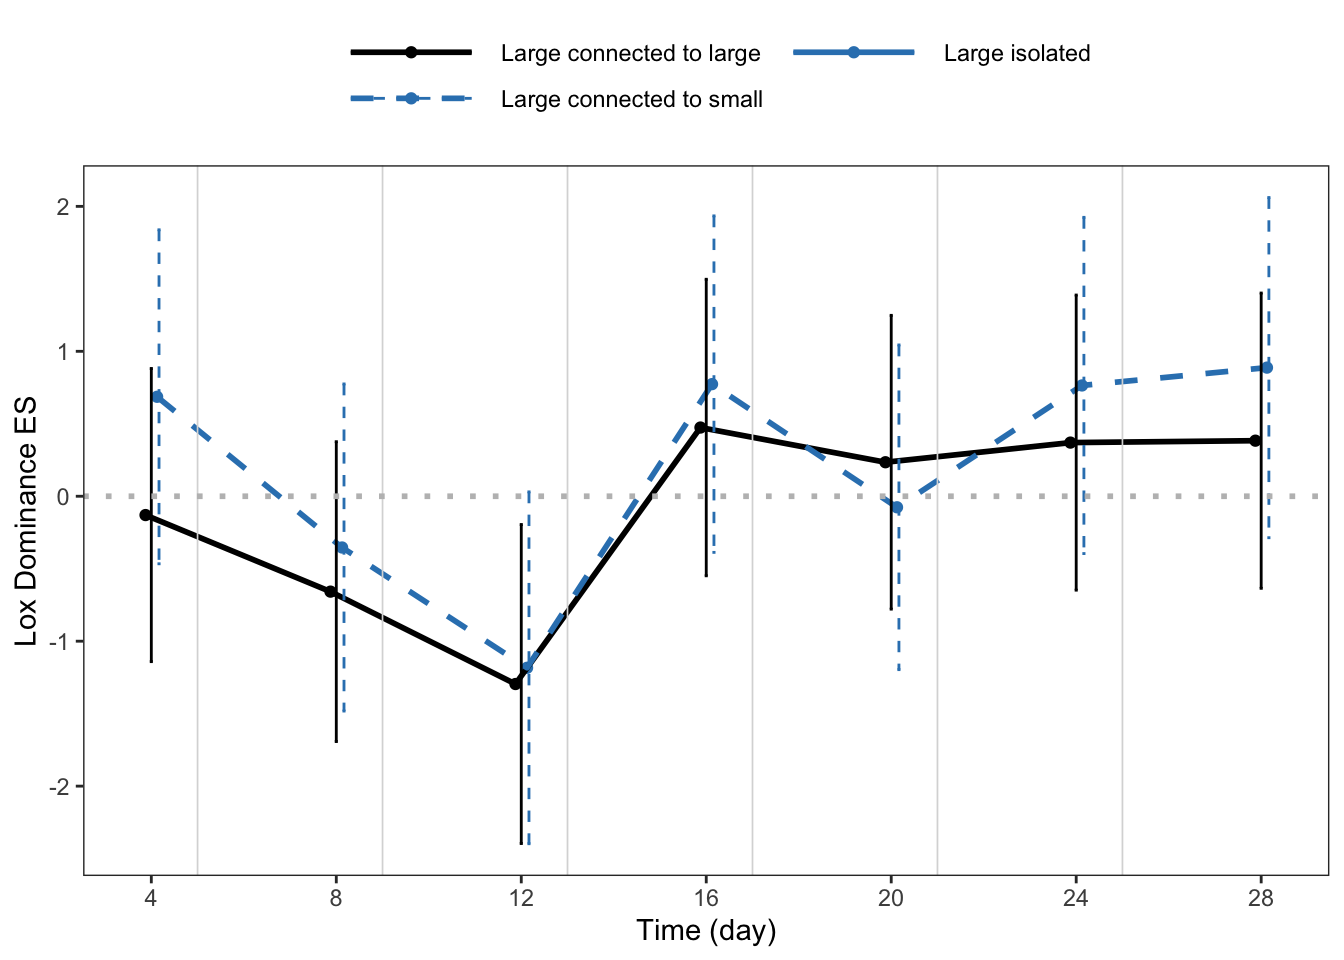 Large connected to large
Large isolated
Large connected to small
Lox Dominance ES
2
1
0
-1
-2
4 8 12 16 20 24 28
Time (day)